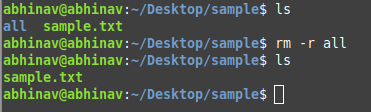 abhinav@abhinav:~/Desktop/sample$ ls
all  sample.txt
abhinav@abhinav:~/Desktop/sample$ rm -r all
abhinav@abhinav:~/Desktop/sample$ ls
sample.txt
abhinav@abhinav:~/Desktop/sample$